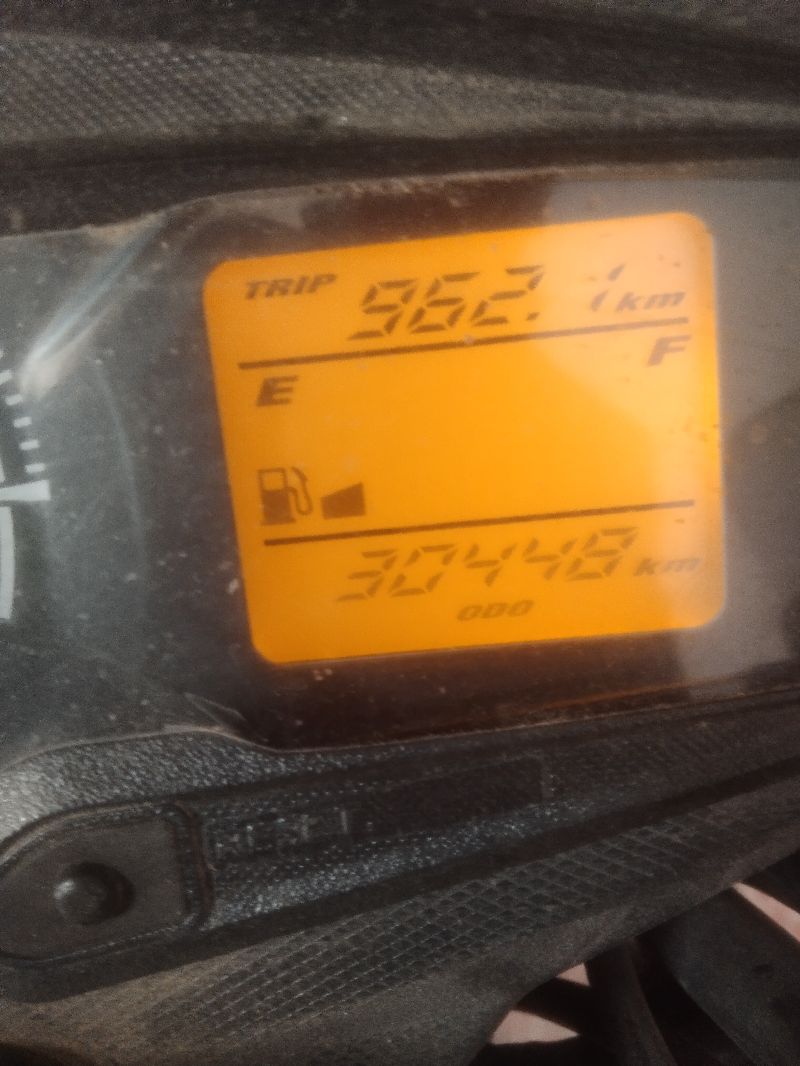 TRIP 962.1 km
E F
30448 km
ODO